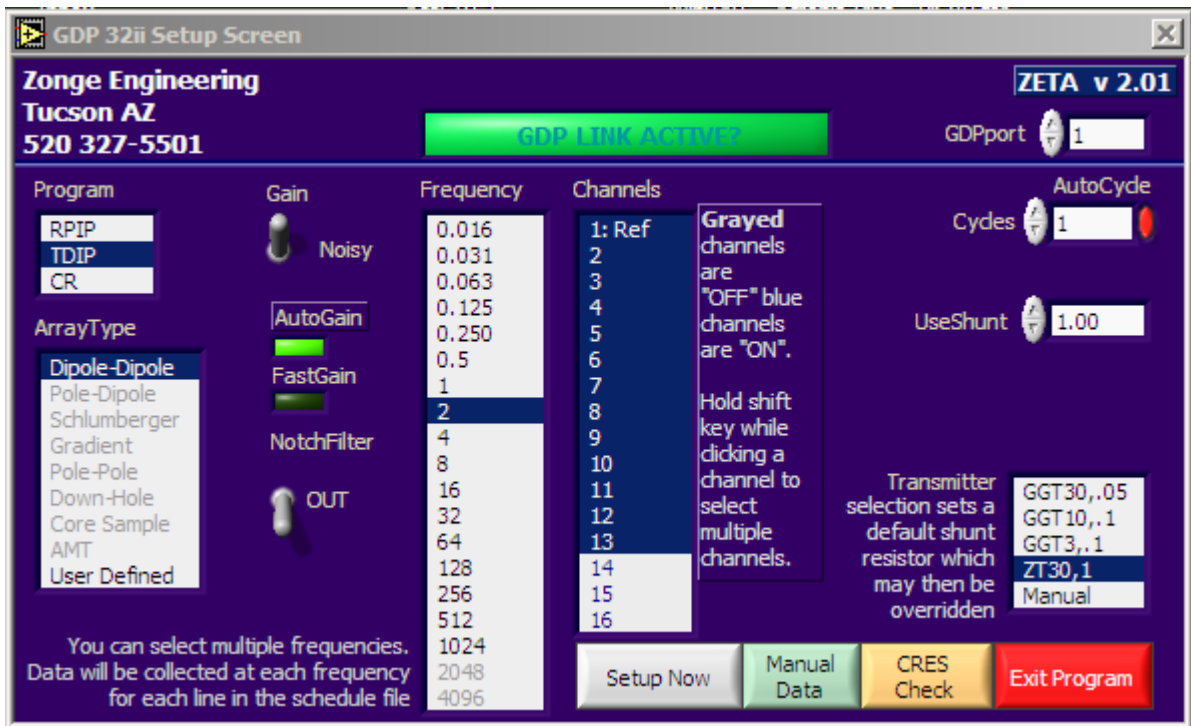 GDP 32ii Setup Screen
Zonge Engineering
Tucson AZ
520 327-5501
ZETA v 2.01
GDP LINK ACTIVE?
GDPport
1
Program
RPIP
TDIP
CR
ArrayType
Dipole-Dipole
Pole-Dipole
Schlumberger
Gradient
Pole-Pole
Down-Hole
Core Sample
AMT
User Defined
Gain
Noisy
AutoGain
FastGain
NotchFilter
OUT
You can select multiple frequencies.
Data will be collected at each frequency
for each line in the schedule file
Frequency
0.016
0.031
0.063
0.125
0.250
0.5
1
2
4
8
16
32
64
128
256
512
1024
2048
4096
Channels
1: Ref
2
3
4
5
6
7
8
9
10
11
12
13
14
15
16
Grayed
channels
are
"OFF" blue
channels
are "ON".
Hold shift
key while
clicking a
channel to
select
multiple
channels.
AutoCycle
Cycles
1
UseShunt
1.00
Transmitter
selection sets a
default shunt
resistor which
may then be
overridden
GGT30,.05
GGT10,.1
GGT3,.1
ZT30,1
Manual
Setup Now
Manual
Data
CRES
Check
Exit Program